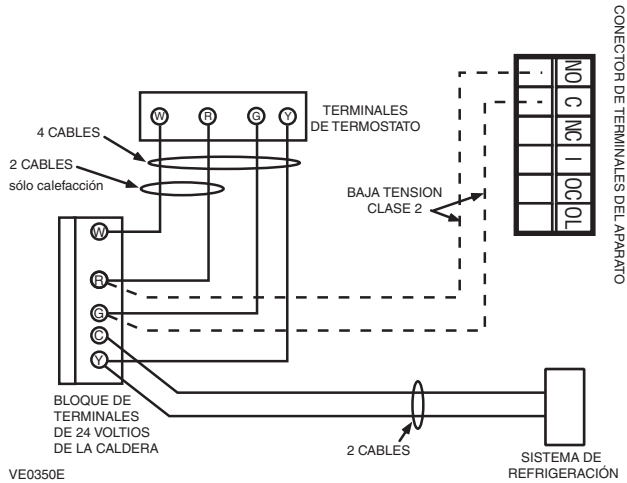 CONECTOR DE TERMINALES DEL APARATO
NO
C
NC
I
OC
OL
W
R
G
Y
TERMINALES
DE TERMOSTATO
4 CABLES
2 CABLES
sólo calefacción
BAJA TENSION
CLASE 2
W
R
G
C
Y
BLOQUE DE
TERMINALES
DE 24 VOLTIOS
DE LA CALDERA
2 CABLES
SISTEMA DE
REFRIGERACIÓN
VE0350E